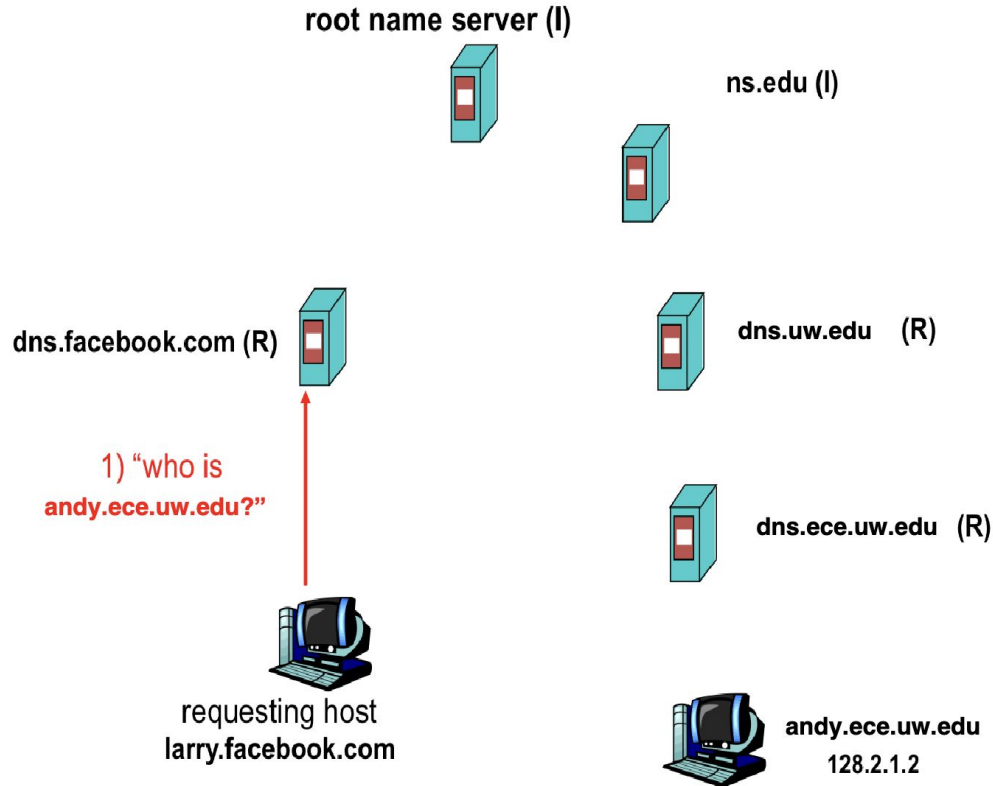 root name server (I)
ns.edu (I)
dns.facebook.com (R)
dns.uw.edu (R)
1) “who is
andy.ece.uw.edu?”
dns.ece.uw.edu (R)
requesting host
larry.facebook.com
andy.ece.uw.edu
128.2.1.2